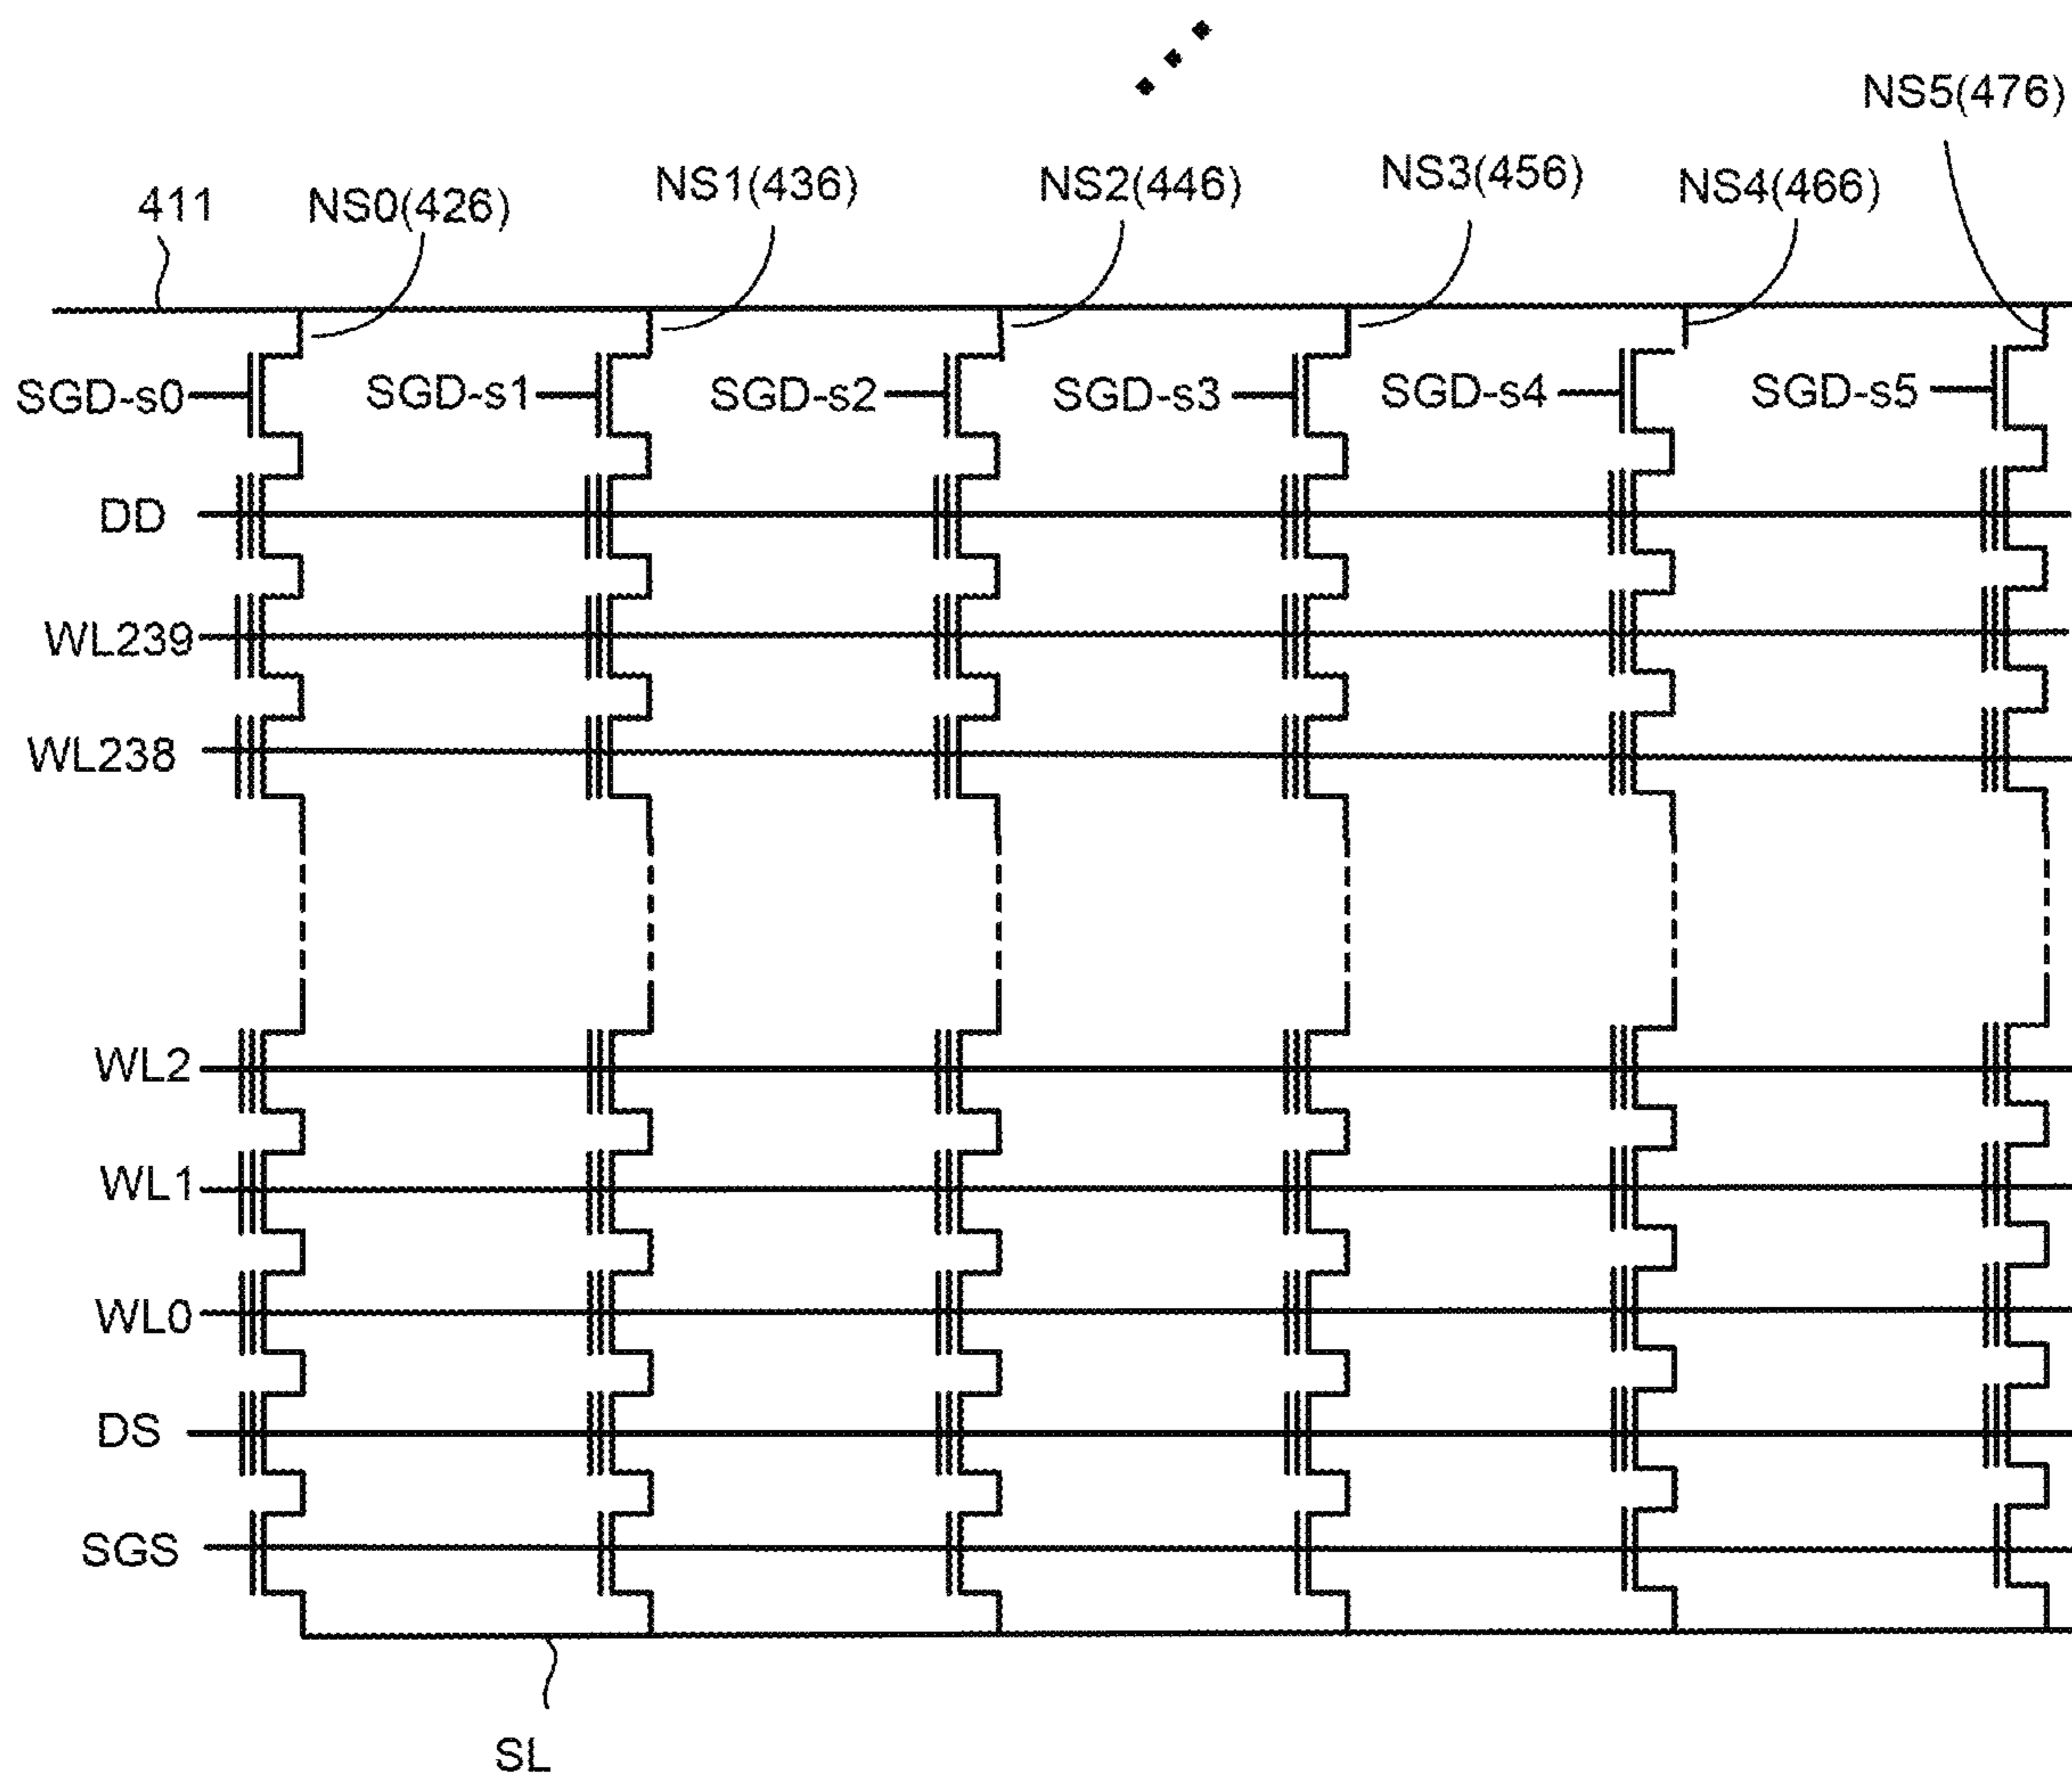 NS5(476)
411
NS0(426)
NS1(436)
NS2(446)
NS3(456)
NS4(466)
SGD-s0
SGD-s1
SGD-s2
SGD-s3
SGD-s4
SGD-s5
DD
WL239
WL238
WL2
WL1
WL0
DS
SGS
SL